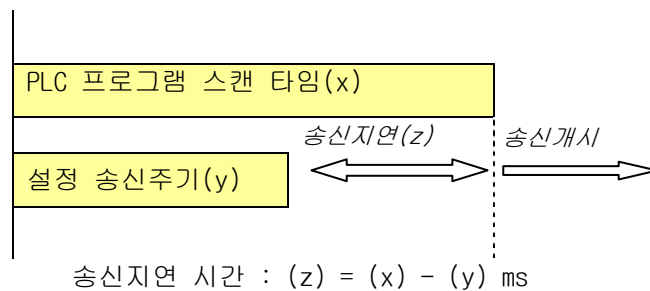 PLC 프로그램 스캔 타임(x)
송신지연(z)
송신개시
설정 송신주기(y)
송신지연 시간 : (z) = (x) - (y) ms